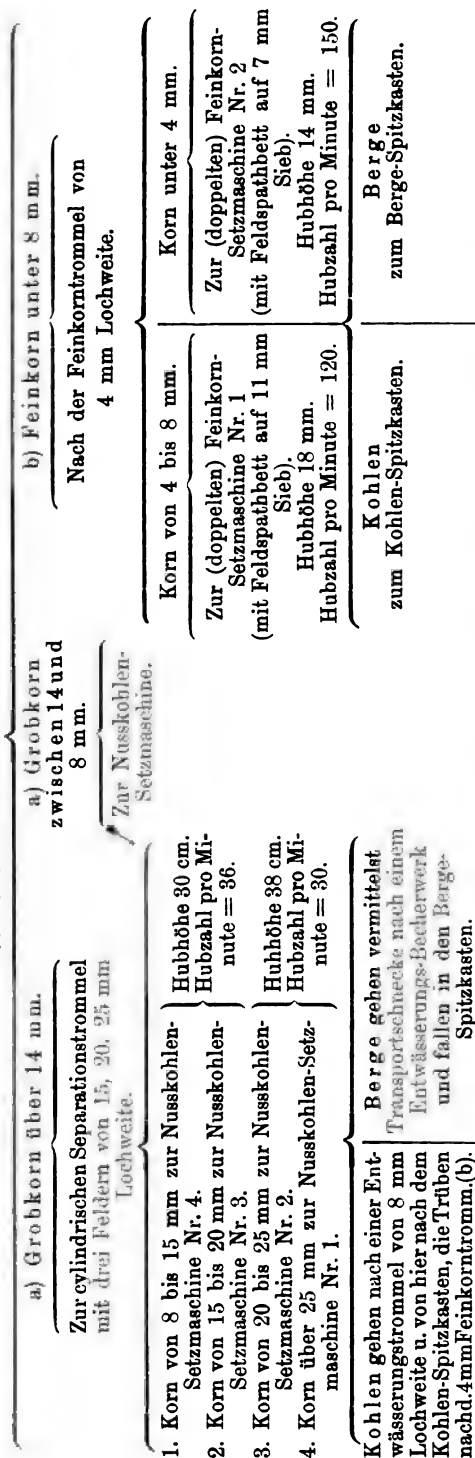 a) Grobkorn über 14 mm.
Zur cylindrischen Separationstrommel
mit drei Feldern von 15, 20, 25 mm
Lochweite.
1. Korn von 8 bis 15 mm zur Nusskohlen-
Setzmaschine Nr. 4.
2. Korn von 15 bis 20 mm zur Nusskohlen-
Setzmaschine Nr. 3.
Hubhöhe 30 cm.
Hubzahl pro Mi-
nute = 36.
3. Korn von 20 bis 25 mm zur Nusskohlen-
Setzmaschine Nr. 2.
4. Korn über 25 mm zur Nusskohlen-Setz-
maschine Nr. 1.
Huhhöhe 38 cm.
Hubzahl pro Mi-
nute = 30.
Kohlen gehen nach einer Ent-
wässerungstrommel von 8 mm
Lochweite u. von hier nach dem
Kohlen-Spitzkasten, die Trüben
nach d. 4 mm Feinkorntromm. (b).
Berge gehen vermittelst
Transportschnecke nach einem
Entwässerungs-Becherwerk
und fallen in den Berge-
Spitzkasten.
a) Grobkorn
zwischen 14 und
8 mm.
Zur Nusskohlen-
Setzmaschine.
b) Feinkorn unter 8 mm.
Nach der Feinkorntrommel von
4 mm Lochweite.
Korn von 4 bis 8 mm.
Zur (doppelten) Feinkorn-
Setzmaschine Nr. 1
(mit Feldspathbett auf 11 mm
Sieb).
Hubhöhe 18 mm.
Hubzahl pro Minute = 120.
Korn unter 4 mm.
Zur (doppelten) Feinkorn-
Setzmaschine Nr. 2
(mit Feldspathbett auf 7 mm
Sieb).
Hubhöhe 14 mm.
Hubzahl pro Minute = 150.
Kohlen
zum Kohlen-Spitzkasten.
Berge
zum Berge-Spitzkasten.